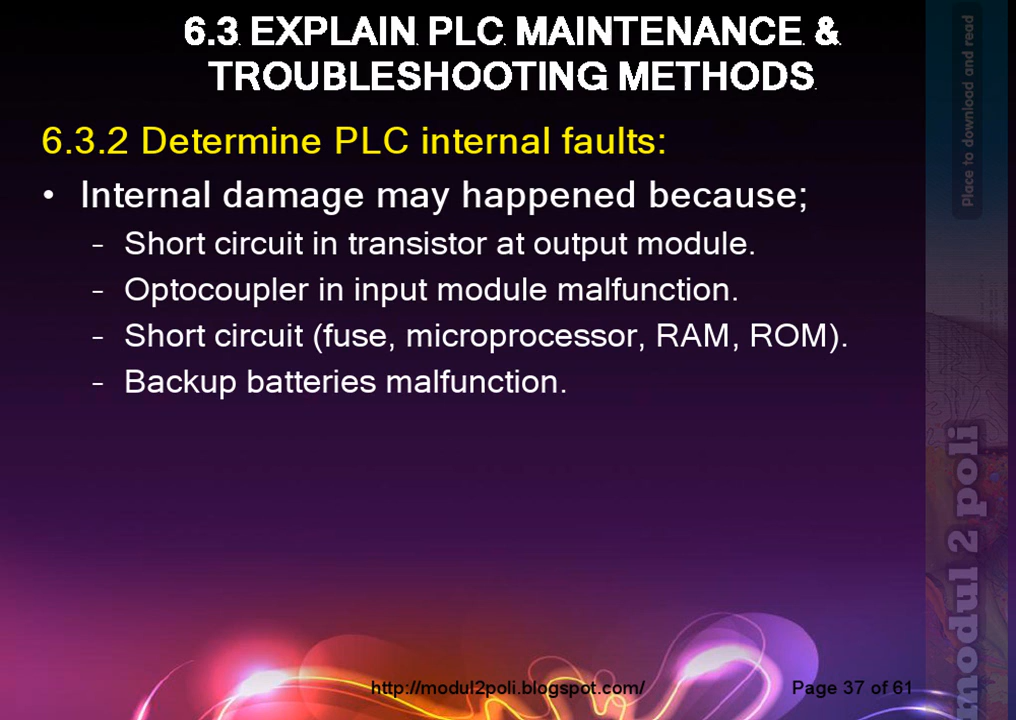 6.3 EXPLAIN PLC MAINTENANCE &
TROUBLESHOOTING METHODS
6.3.2 Determine PLC internal faults:
• Internal damage may happened because;
– Short circuit in transistor at output module.
– Optocoupler in input module malfunction.
– Short circuit (fuse, microprocessor, RAM, ROM).
– Backup batteries malfunction.
http://modul2poli.blogspot.com/
Page 37 of 61
Place to download and read
modul 2 poli